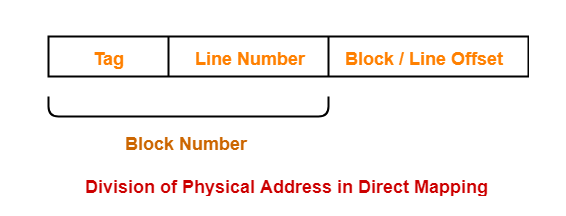 Tag Line Number Block / Line Offset
Block Number
Division of Physical Address in Direct Mapping